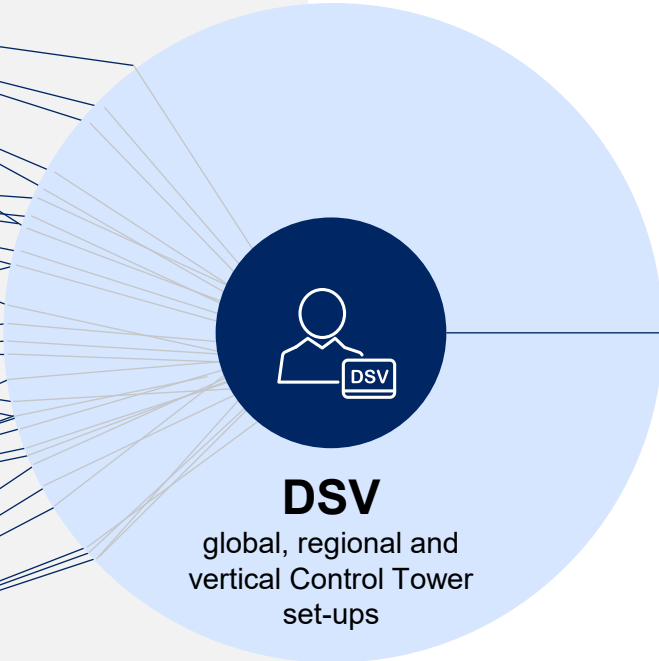 DSV
DSV
global, regional and
vertical Control Tower
set-ups